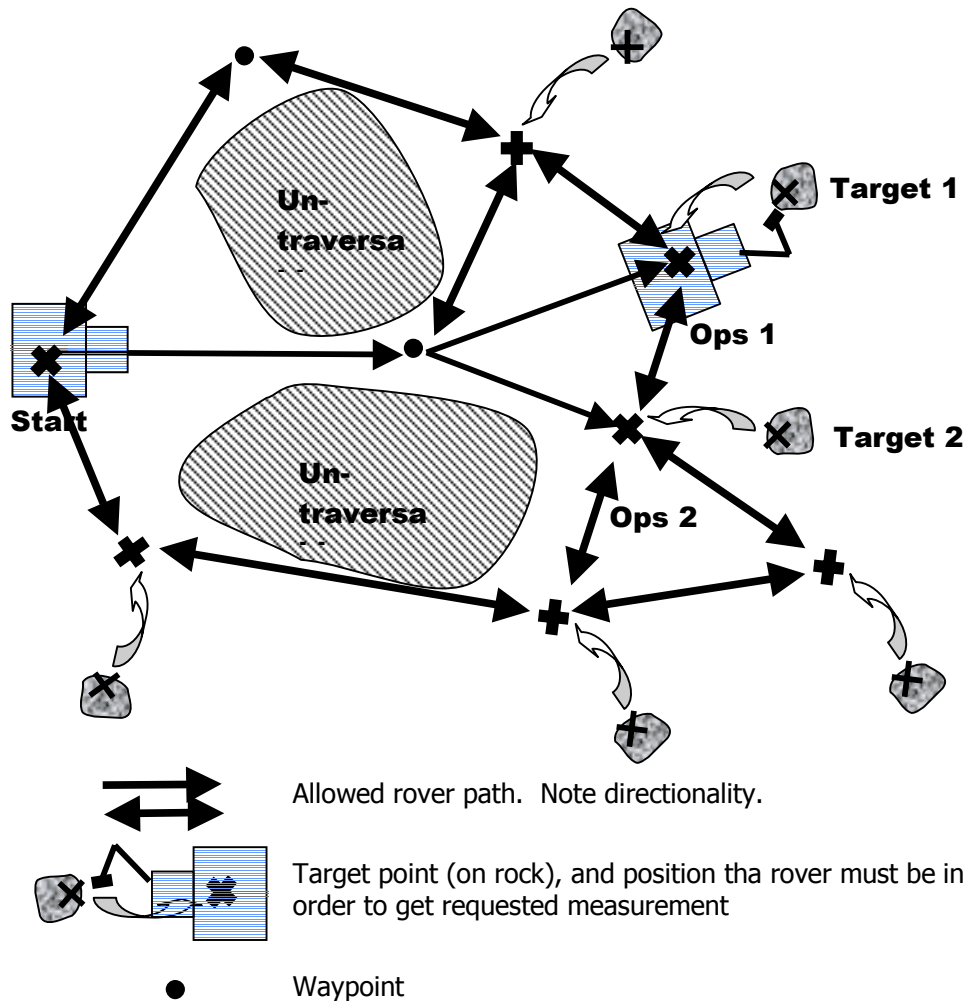 Un-
traversa
Target 1
Ops 1
Start
Target 2
Un-
traversa
Ops 2
Allowed rover path. Note directionality.
Target point (on rock), and position tha rover must be in
order to get requested measurement
Waypoint